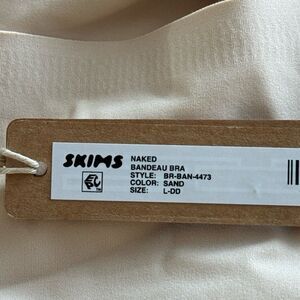 SKIMS
NAKED
BANDEAU BRA
STYLE: BR-BAN-4473
COLOR: SAND
SIZE: L-DD